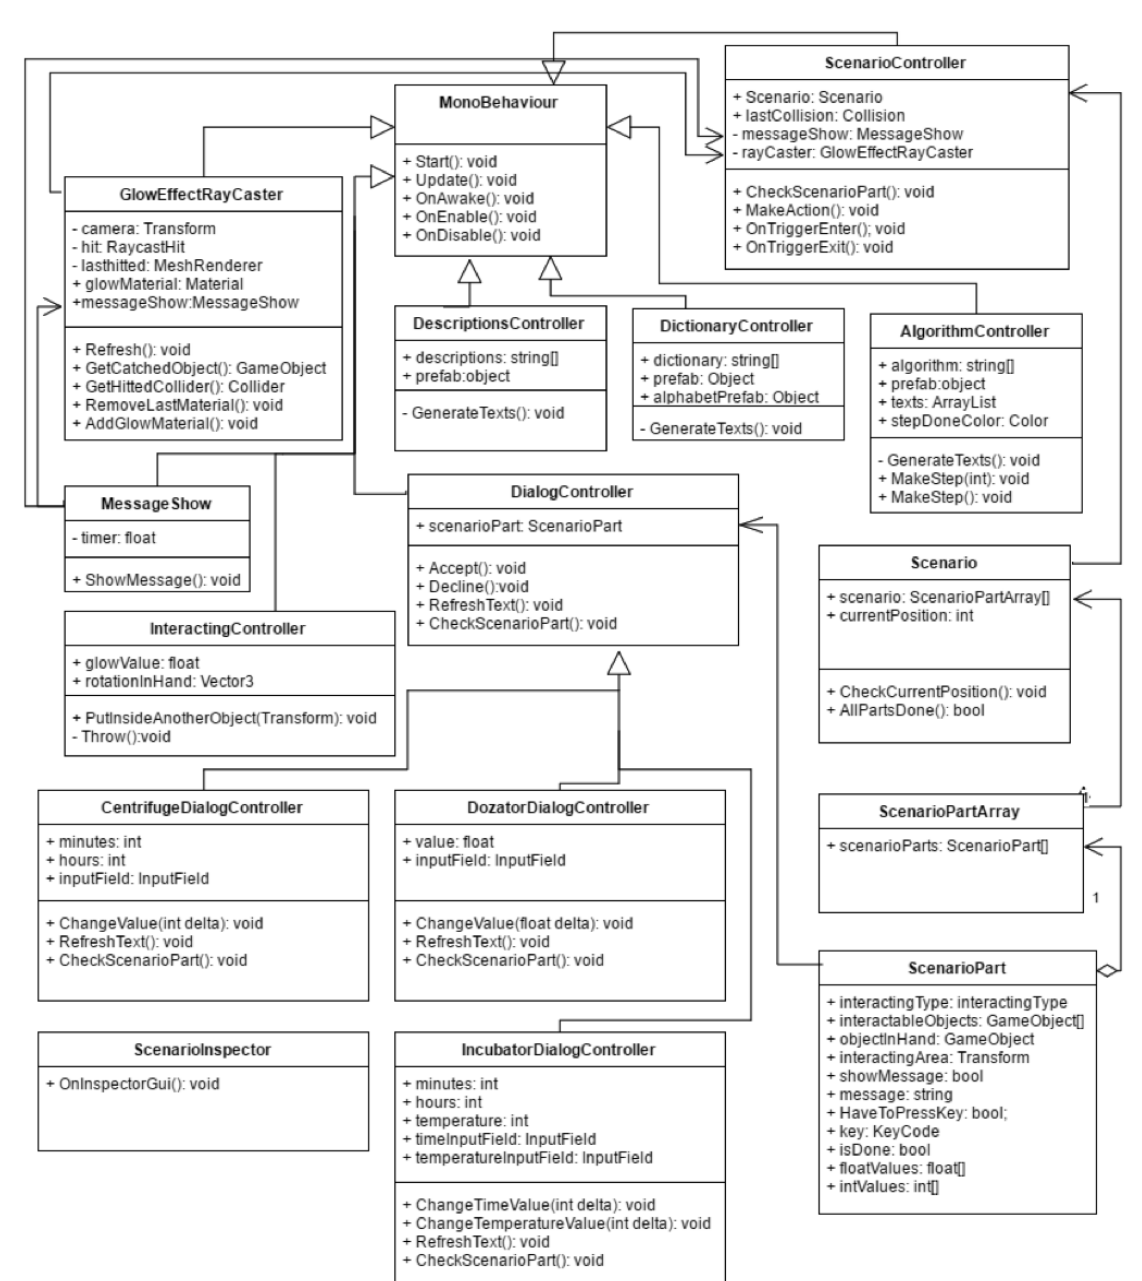 ScenarioController
+ Scenario: Scenario
+ lastCollision: Collision
- messageShow: MessageShow
- rayCaster: GlowEffectRayCaster
+ CheckScenarioPart(): void
+ MakeAction(): void
+ OnTriggerEnter(); void
+ OnTriggerExit(): void
MonoBehaviour
+ Start(): void
+ Update(): void
+ OnAwake(): void
+ OnEnable(): void
+ OnDisable(): void
GlowEffectRayCaster
- camera: Transform
- hit: RaycastHit
- lasthitted: MeshRenderer
+ glowMaterial: Material
+messageShow:MessageShow
+ Refresh(): void
+ GetCatchedObject(): GameObject
+ GetHittedCollider(): Collider
+ RemoveLastMaterial(): void
+ AddGlowMaterial(): void
DescriptionsController
+ descriptions: string[]
+ prefab:object
- GenerateTexts(): void
DictionaryController
+ dictionary: string[]
+ prefab: Object
+ alphabetPrefab: Object
- GenerateTexts(): void
AlgorithmController
+ algorithm: string[]
+ prefab:object
+ texts: ArrayList
+ stepDoneColor: Color
- GenerateTexts(): void
+ MakeStep(int): void
+ MakeStep(): void
MessageShow
- timer: float
+ ShowMessage(): void
DialogController
+ scenarioPart: ScenarioPart
+ Accept(): void
+ Decline():void
+ RefreshText(): void
+ CheckScenarioPart(): void
Scenario
+ scenario: ScenarioPartArray[]
+ currentPosition: int
+ CheckCurrentPosition(): void
+ AllPartsDone(): bool
InteractingController
+ glowValue: float
+ rotationInHand: Vector3
+ PutInsideAnotherObject(Transform): void
- Throw():void
CentrifugeDialogController
+ minutes: int
+ hours: int
+ inputField: InputField
+ ChangeValue(int delta): void
+ RefreshText(): void
+ CheckScenarioPart(): void
DozatorDialogController
+ value: float
+ inputField: InputField
+ ChangeValue(float delta): void
+ RefreshText(): void
+ CheckScenarioPart(): void
ScenarioPartArray
+ scenarioParts: ScenarioPart[]
1
ScenarioPart
+ interactingType: interactingType
+ interactableObjects: GameObject[]
+ objectInHand: GameObject
+ interactingArea: Transform
+ showMessage: bool
+ message: string
+ HaveToPressKey: bool;
+ key: KeyCode
+ isDone: bool
+ floatValues: float[]
+ intValues: int[]
ScenarioInspector
+ OnInspectorGui(): void
IncubatorDialogController
+ minutes: int
+ hours: int
+ temperature: int
+ timeInputField: InputField
+ temperatureInputField: InputField
+ ChangeTimeValue(int delta): void
+ ChangeTemperatureValue(int delta): void
+ RefreshText(): void
+ CheckScenarioPart(): void